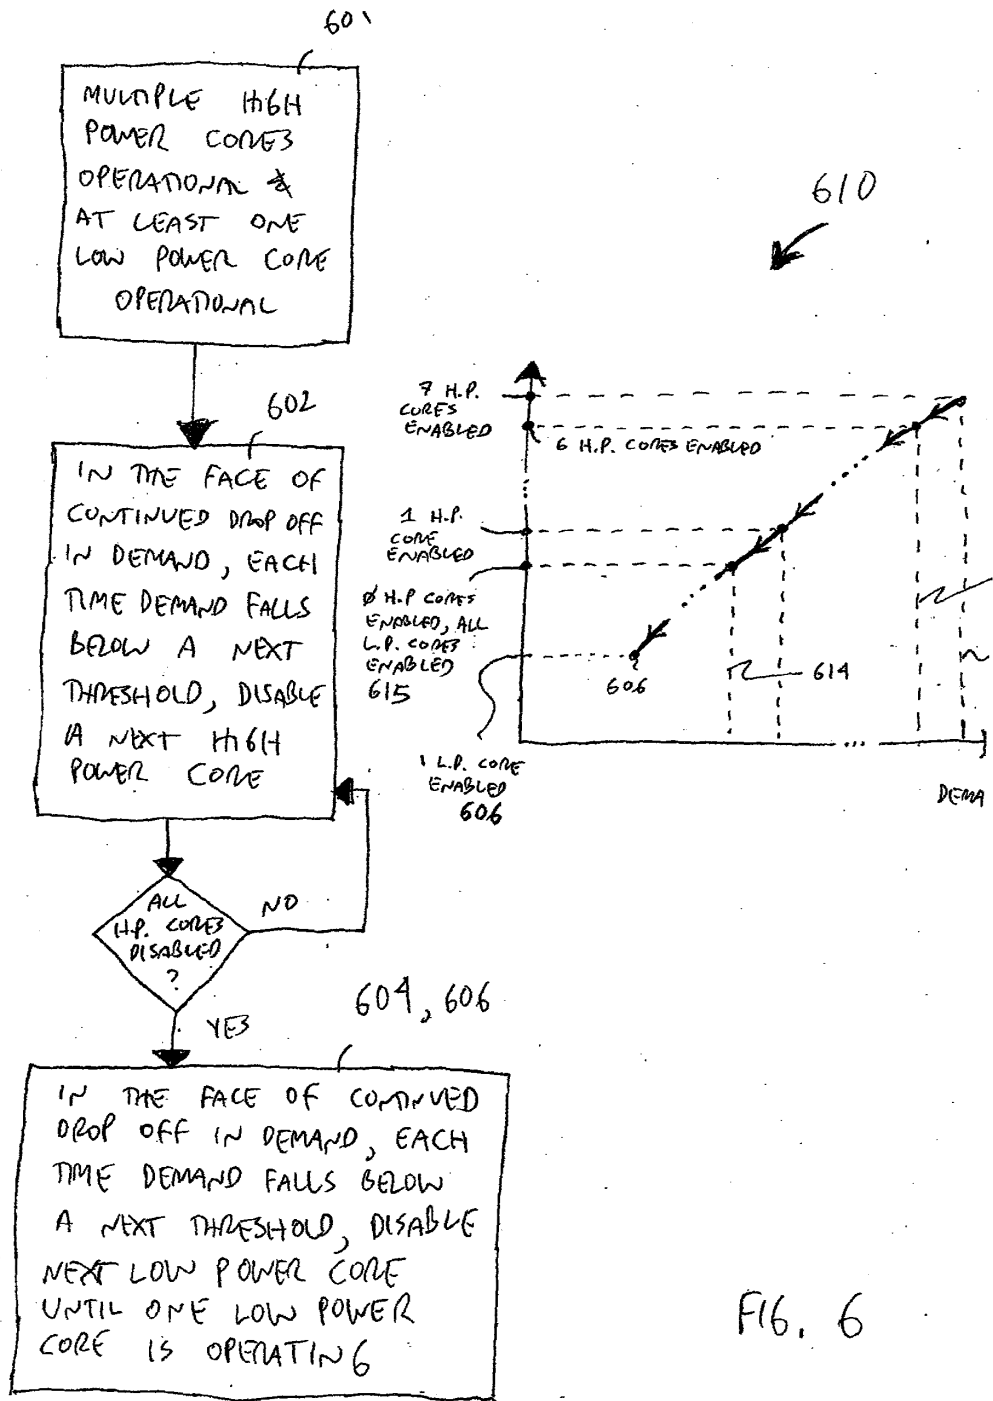 601
MULTIPLE HIGH
POWER CORES
OPERATIONAL &
AT LEAST ONE
LOW POWER CORE
OPERATIONAL
602
IN THE FACE OF
CONTINUED DROP OFF
IN DEMAND, EACH
TIME DEMAND FALLS
BELOW A NEXT
THRESHOLD, DISABLE
A NEXT HIGH
POWER CORE
ALL
H.P. CORES
DISABLED
?
NO
YES
604, 606
IN THE FACE OF CONTINUED
DROP OFF IN DEMAND, EACH
TIME DEMAND FALLS BELOW
A NEXT THRESHOLD, DISABLE
NEXT LOW POWER CORE
UNTIL ONE LOW POWER
CORE IS OPERATING
610
7 H.P.
CORES
ENABLED
6 H.P. CORES ENABLED
1 H.P.
CORE
ENABLED
Ø H.P CORES
ENABLED, ALL
L.P. CORES
ENABLED
615
606
614
1 L.P. CORE
ENABLED
606
DEMA
FIG. 6